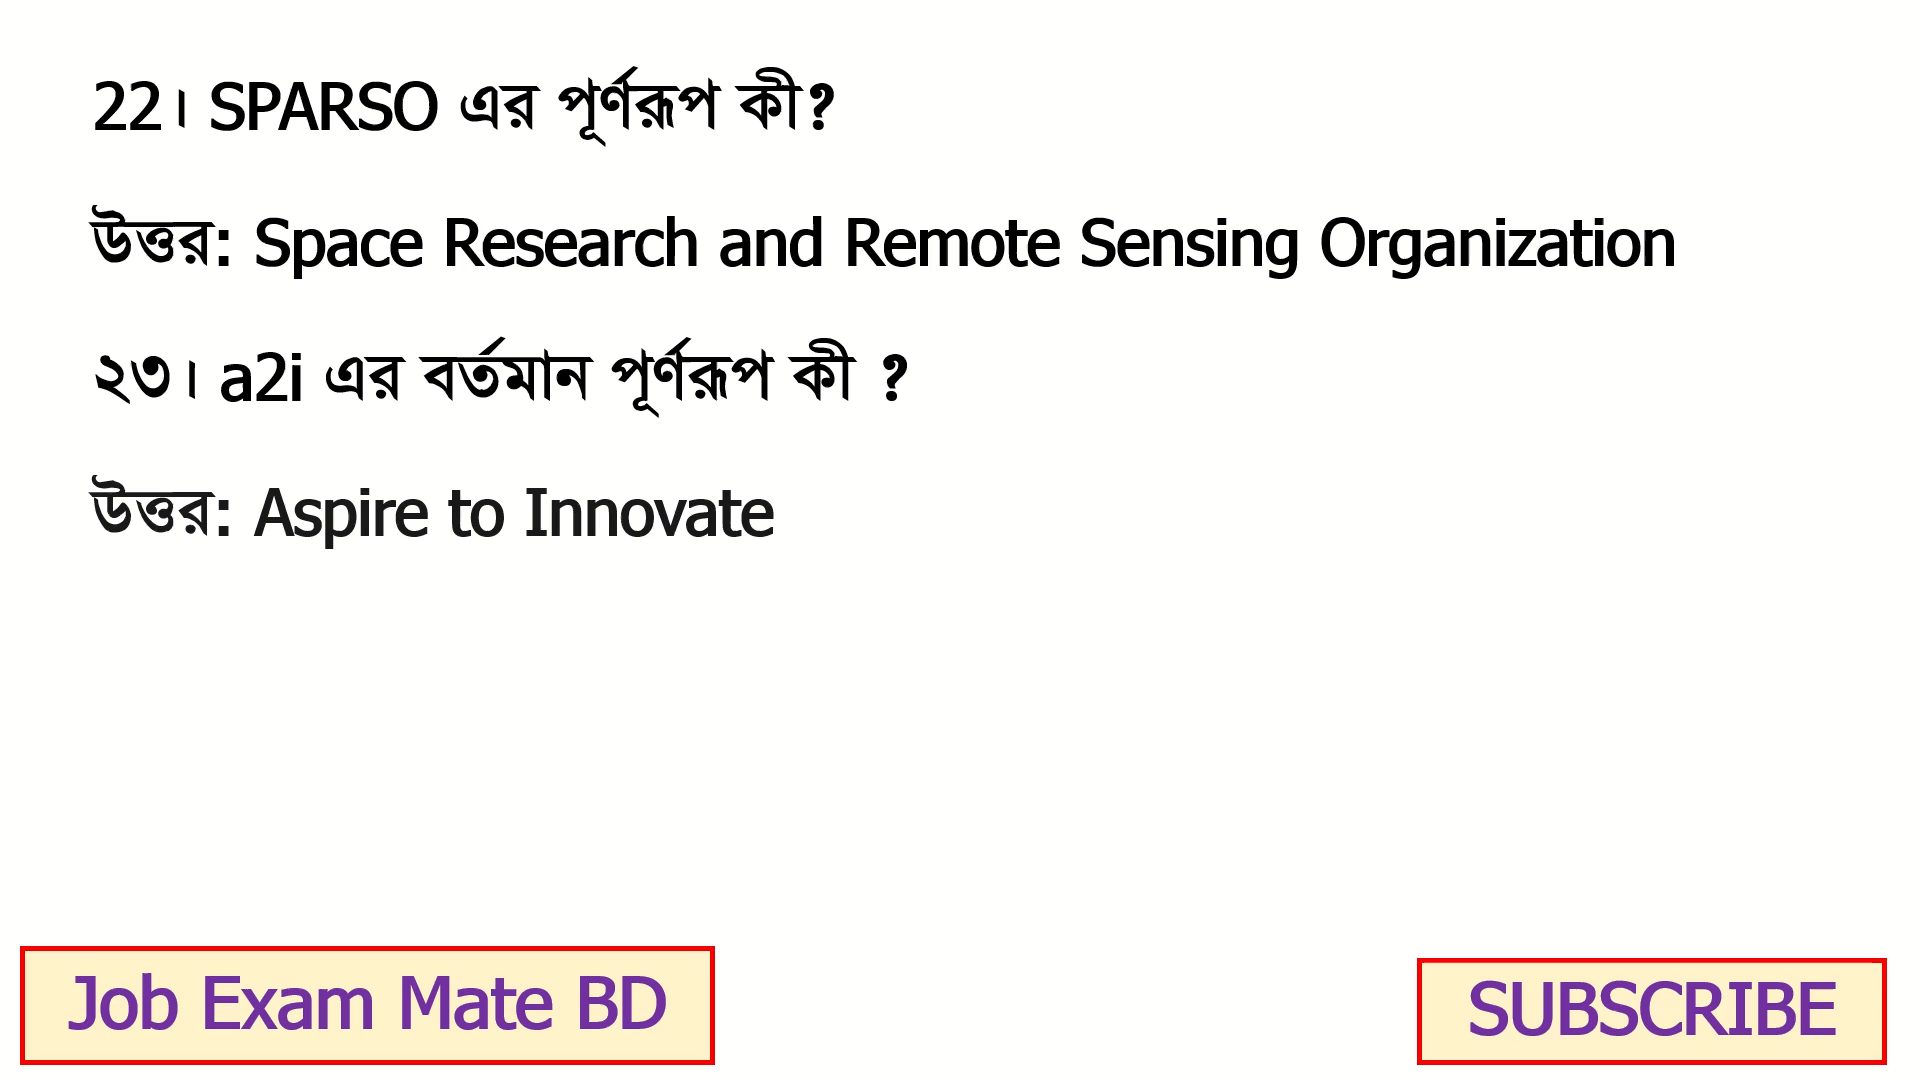 22। SPARSO এর পূর্ণরূপ কী?
উত্তর: Space Research and Remote Sensing Organization
২৩। a2i এর বর্তমান পূর্ণরূপ কী ?
উত্তর: Aspire to Innovate
Job Exam Mate BD
SUBSCRIBE